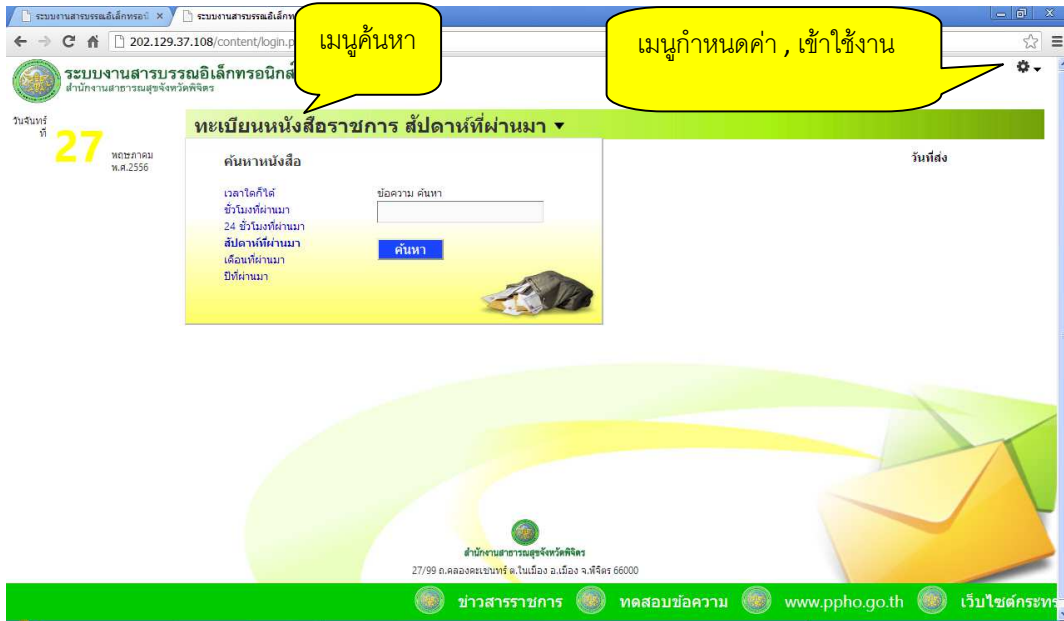 ระบบงานสารบรรณอิเล็กทรอนิ
ระบบงานสารบรรณอิเล็กท
202.129.37.108/content/login.p
เมนูค้นหา
เมนูกำหนดค่า , เข้าใช้งาน
ระบบงานสารบรรณอิเล็กทรอนิกส์
สำนักงานสาธารณสุขจังหวัดพิจิตร
วันจันทร์
ที่
27
พฤษภาคม
พ.ศ.2556
ทะเบียนหนังสือราชการ สัปดาห์ที่ผ่านมา
วันที่ส่ง
ค้นหาหนังสือ
เวลาใดก็ได้
ชั่วโมงที่ผ่านมา
24 ชั่วโมงที่ผ่านมา
สัปดาห์ที่ผ่านมา
เดือนที่ผ่านมา
ปีที่ผ่านมา
ข้อความ ค้นหา
ค้นหา
สำนักงานสาธารณสุขจังหวัดพิจิตร
27/99 ถ.คลองคะเชนทร์ ต.ในเมือง อ.เมือง จ.พิจิตร 66000
ข่าวสารราชการ
ทดสอบข้อความ
www.ppho.go.th
เว็บไซต์กระทร